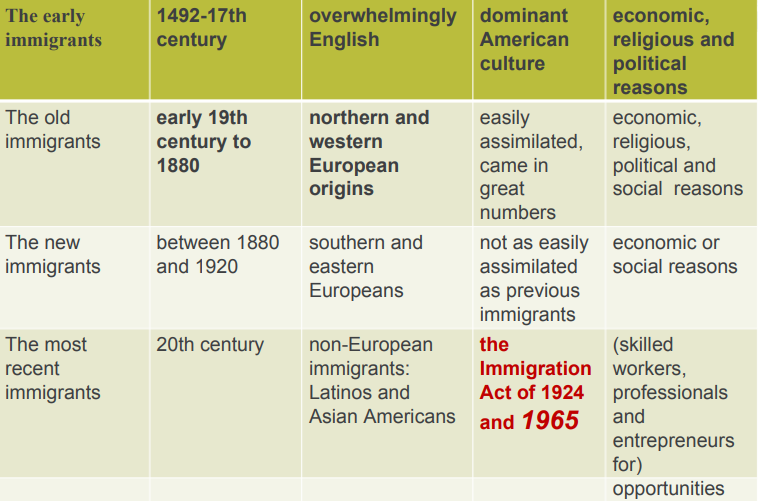 The early
immigrants
1492-17th
century
overwhelmingly
English
dominant
American
culture
economic,
religious and
political
reasons
The old
immigrants
early 19th
century to
1880
northern and
western
European
origins
easily
assimilated,
came in
great
numbers
economic,
religious,
political and
social reasons
The new
immigrants
between 1880
and 1920
southern and
eastern
Europeans
not as easily
assimilated
as previous
immigrants
economic or
social reasons
The most
recent
immigrants
20th century
non-European
immigrants:
Latinos and
Asian Americans
the
Immigration
Act of 1924
and 1965
(skilled
workers,
professionals
and
entrepreneurs
for)
opportunities